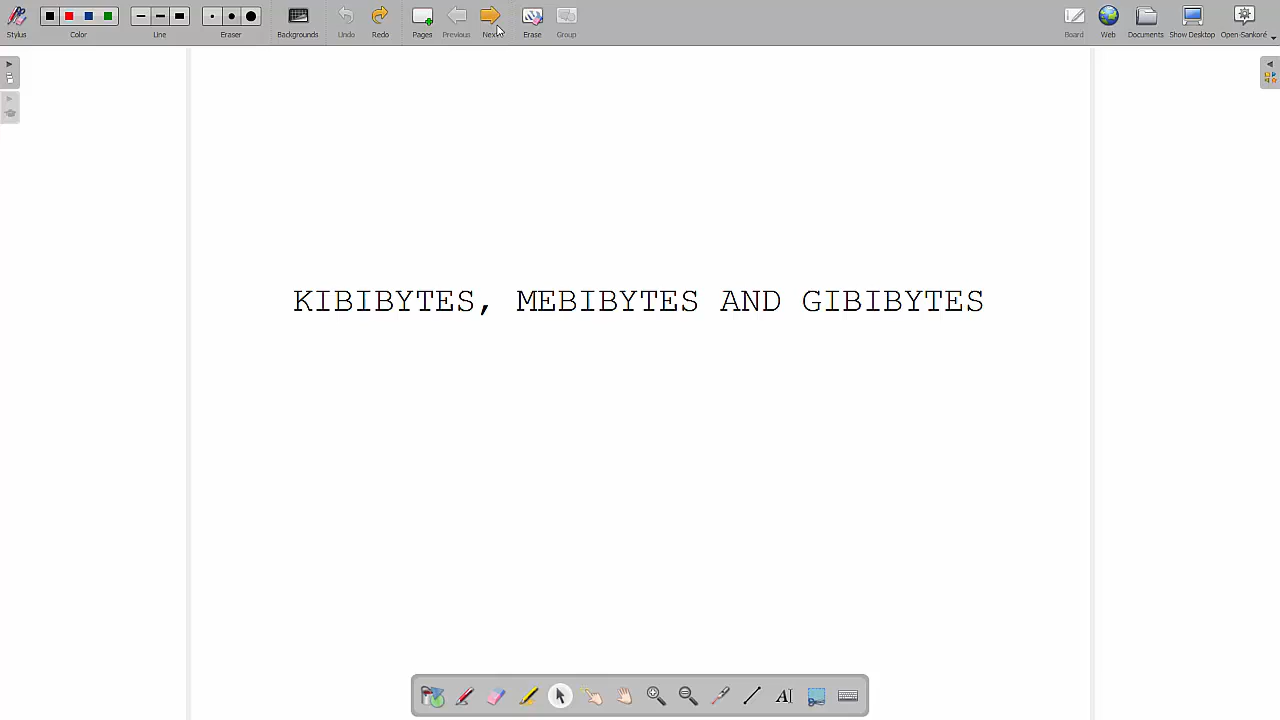 Stylus Color Line Eraser Backgrounds Undo Redo Pages Previous Next Erase Group Board Web Documents Show Desktop Open-Sankoré
KIBIBYTES, MEBIBYTES AND GIBIBYTES
AI